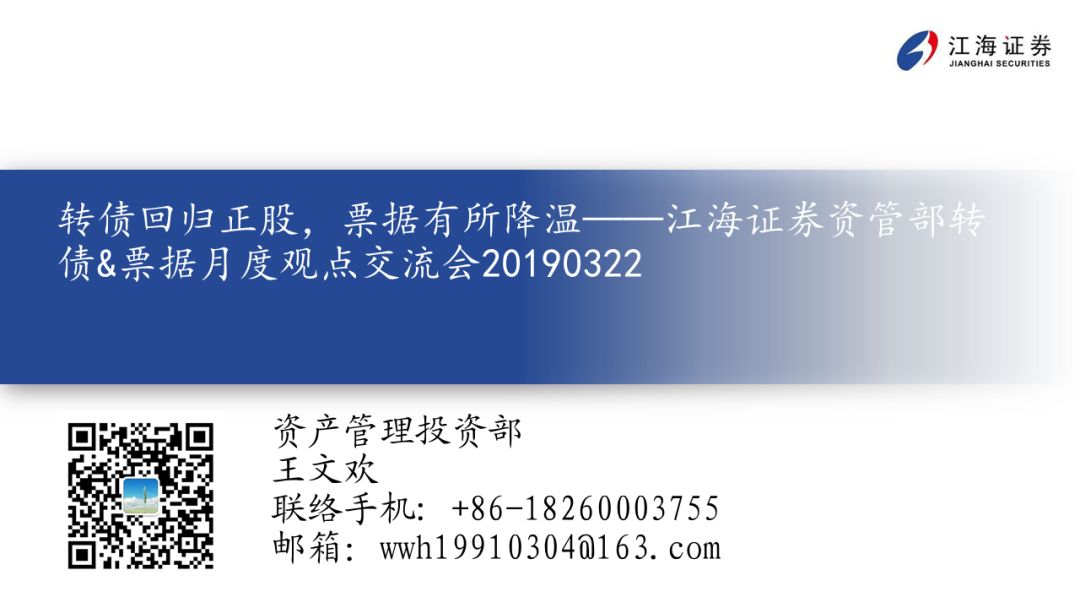 江海证券
JIANGHAI SECURITIES
转债回归正股，票据有所降温——江海证券资管部转
债&票据月度观点交流会20190322
资产管理投资部
王文欢
联络手机：+86-18260003755
邮箱：wwh19910304@163.com